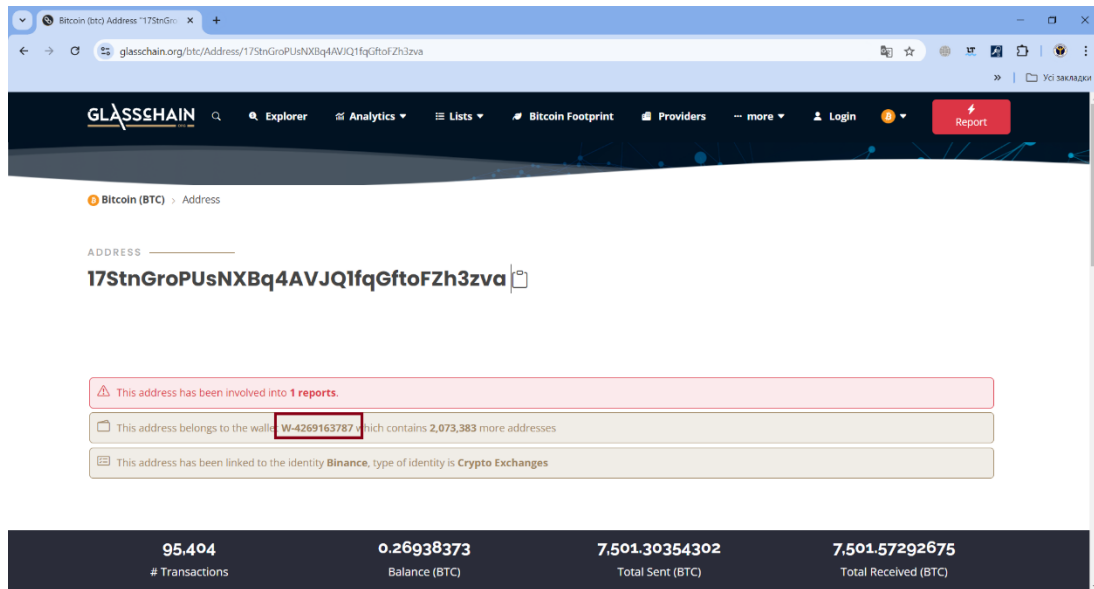 Bitcoin (btc) Address "17StnGro
glasschain.org/btc/Address/17StnGroPUsNXBq4AVJQ1fqGftoFZh3zva
Усі закладки
GLASSCHAIN Explorer Analytics Lists Bitcoin Footprint Providers ··· more Login Report
Bitcoin (BTC) > Address
ADDRESS
17StnGroPUsNXBq4AVJQ1fqGftoFZh3zva
This address has been involved into 1 reports.
This address belongs to the wallet W-4269163787 which contains 2,073,383 more addresses
This address has been linked to the identity Binance, type of identity is Crypto Exchanges
95,404 0.26938373 7,501.30354302 7,501.57292675
# Transactions Balance (BTC) Total Sent (BTC) Total Received (BTC)